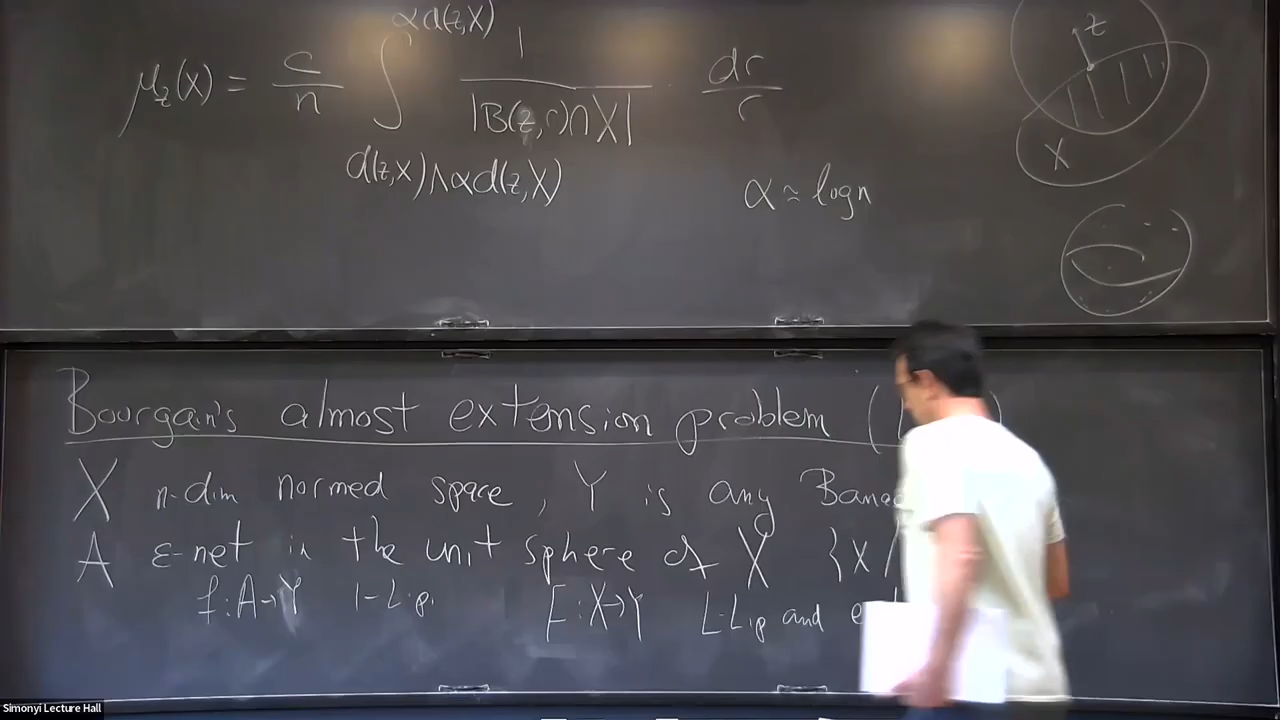 μ_z(X) = c/n ∫_{d(z,X)∧αd(z,X)}^{αd(z,X)} 1/|B(z,r)∩X| dr/r
α ≈ log n
z
X
Bourgain's almost extension problem (
X n-dim normed space, Y is any
A ε-net in the unit sphere of X {x
f:A→Y 1-Lip. F:X→Y L-Lip and
Simonyi Lecture Hall